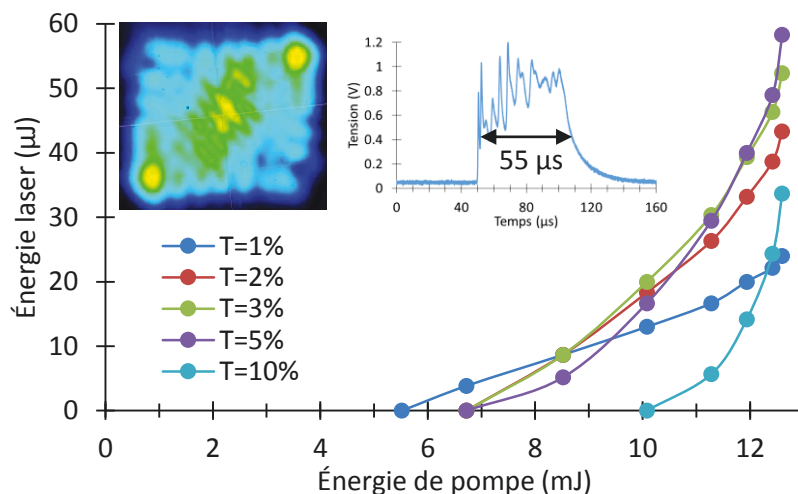 60
50
40
30
20
10
0
Énergie laser (µJ)
0
2
4
6
8
10
12
Énergie de pompe (mJ)
T=1%
T=2%
T=3%
T=5%
T=10%
1.2
1
0.8
0.6
0.4
0.2
0
Tension (V)
55 µs
0
40
80
120
160
Temps (µs)